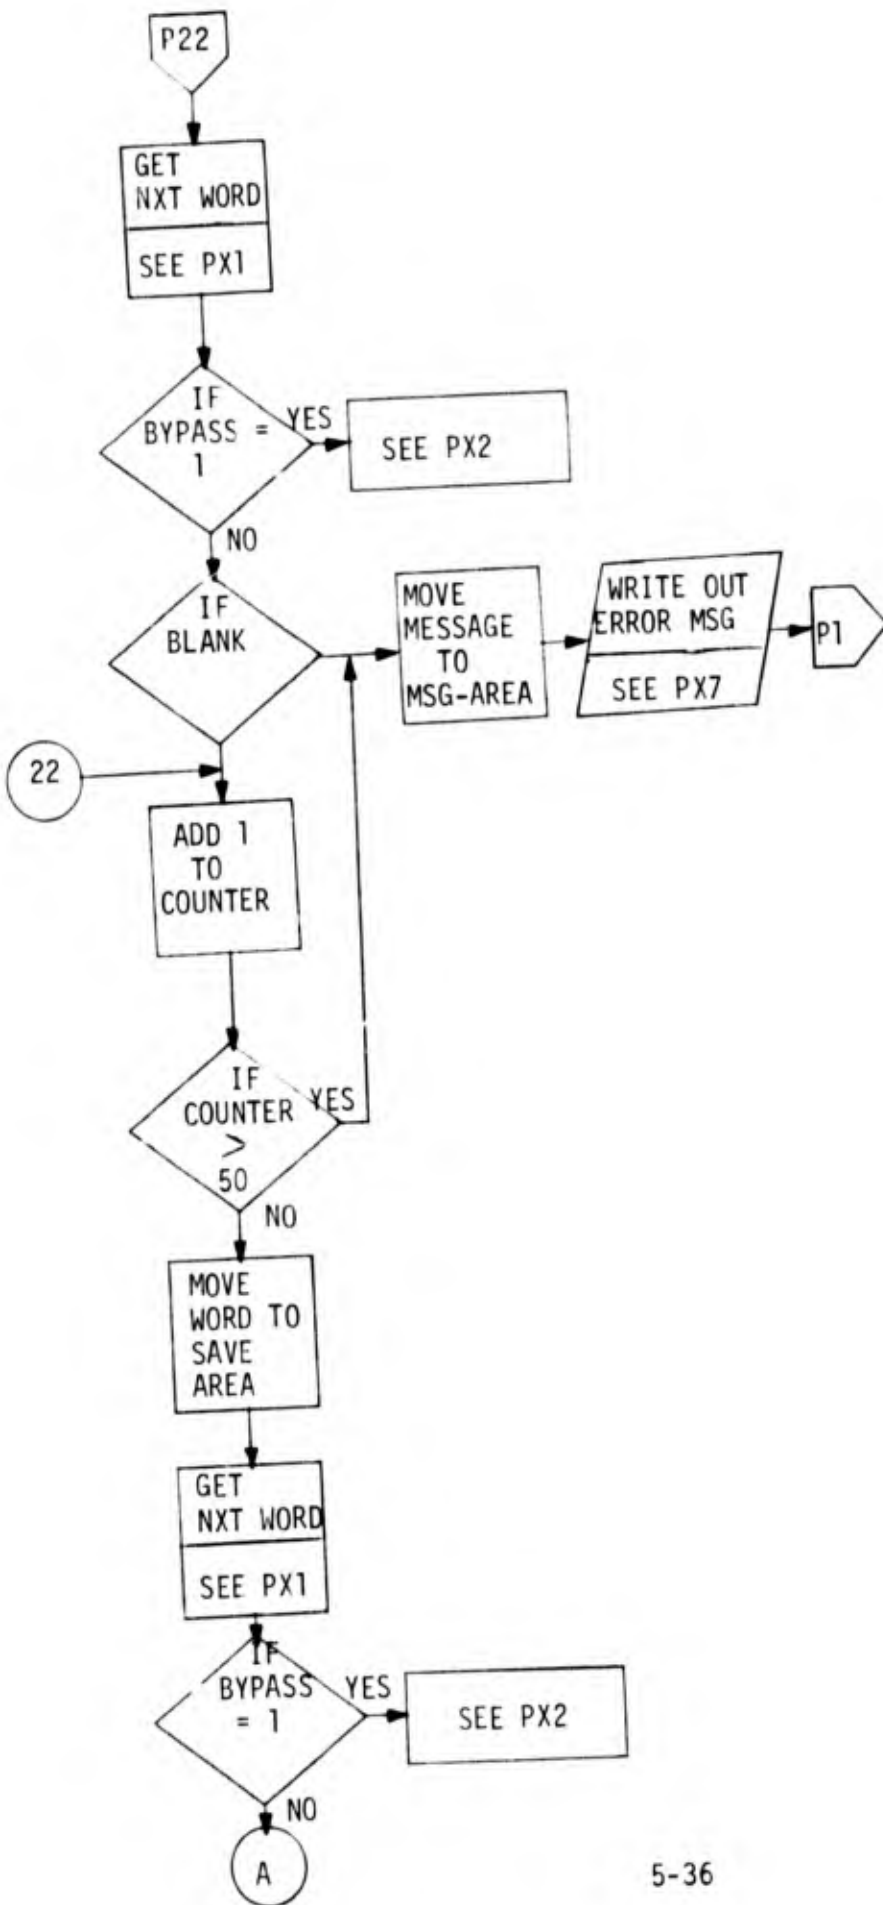 P22
GET
NXT WORD
SEE PX1
IF
BYPASS =
1
YES
SEE PX2
NO
IF
BLANK
MOVE
MESSAGE
TO
MSG-AREA
WRITE OUT
ERROR MSG
SEE PX7
P1
22
ADD 1
TO
COUNTER
IF
COUNTER
>
50
YES
NO
MOVE
WORD TO
SAVE
AREA
GET
NXT WORD
SEE PX1
IF
BYPASS
= 1
YES
SEE PX2
NO
A
5-36